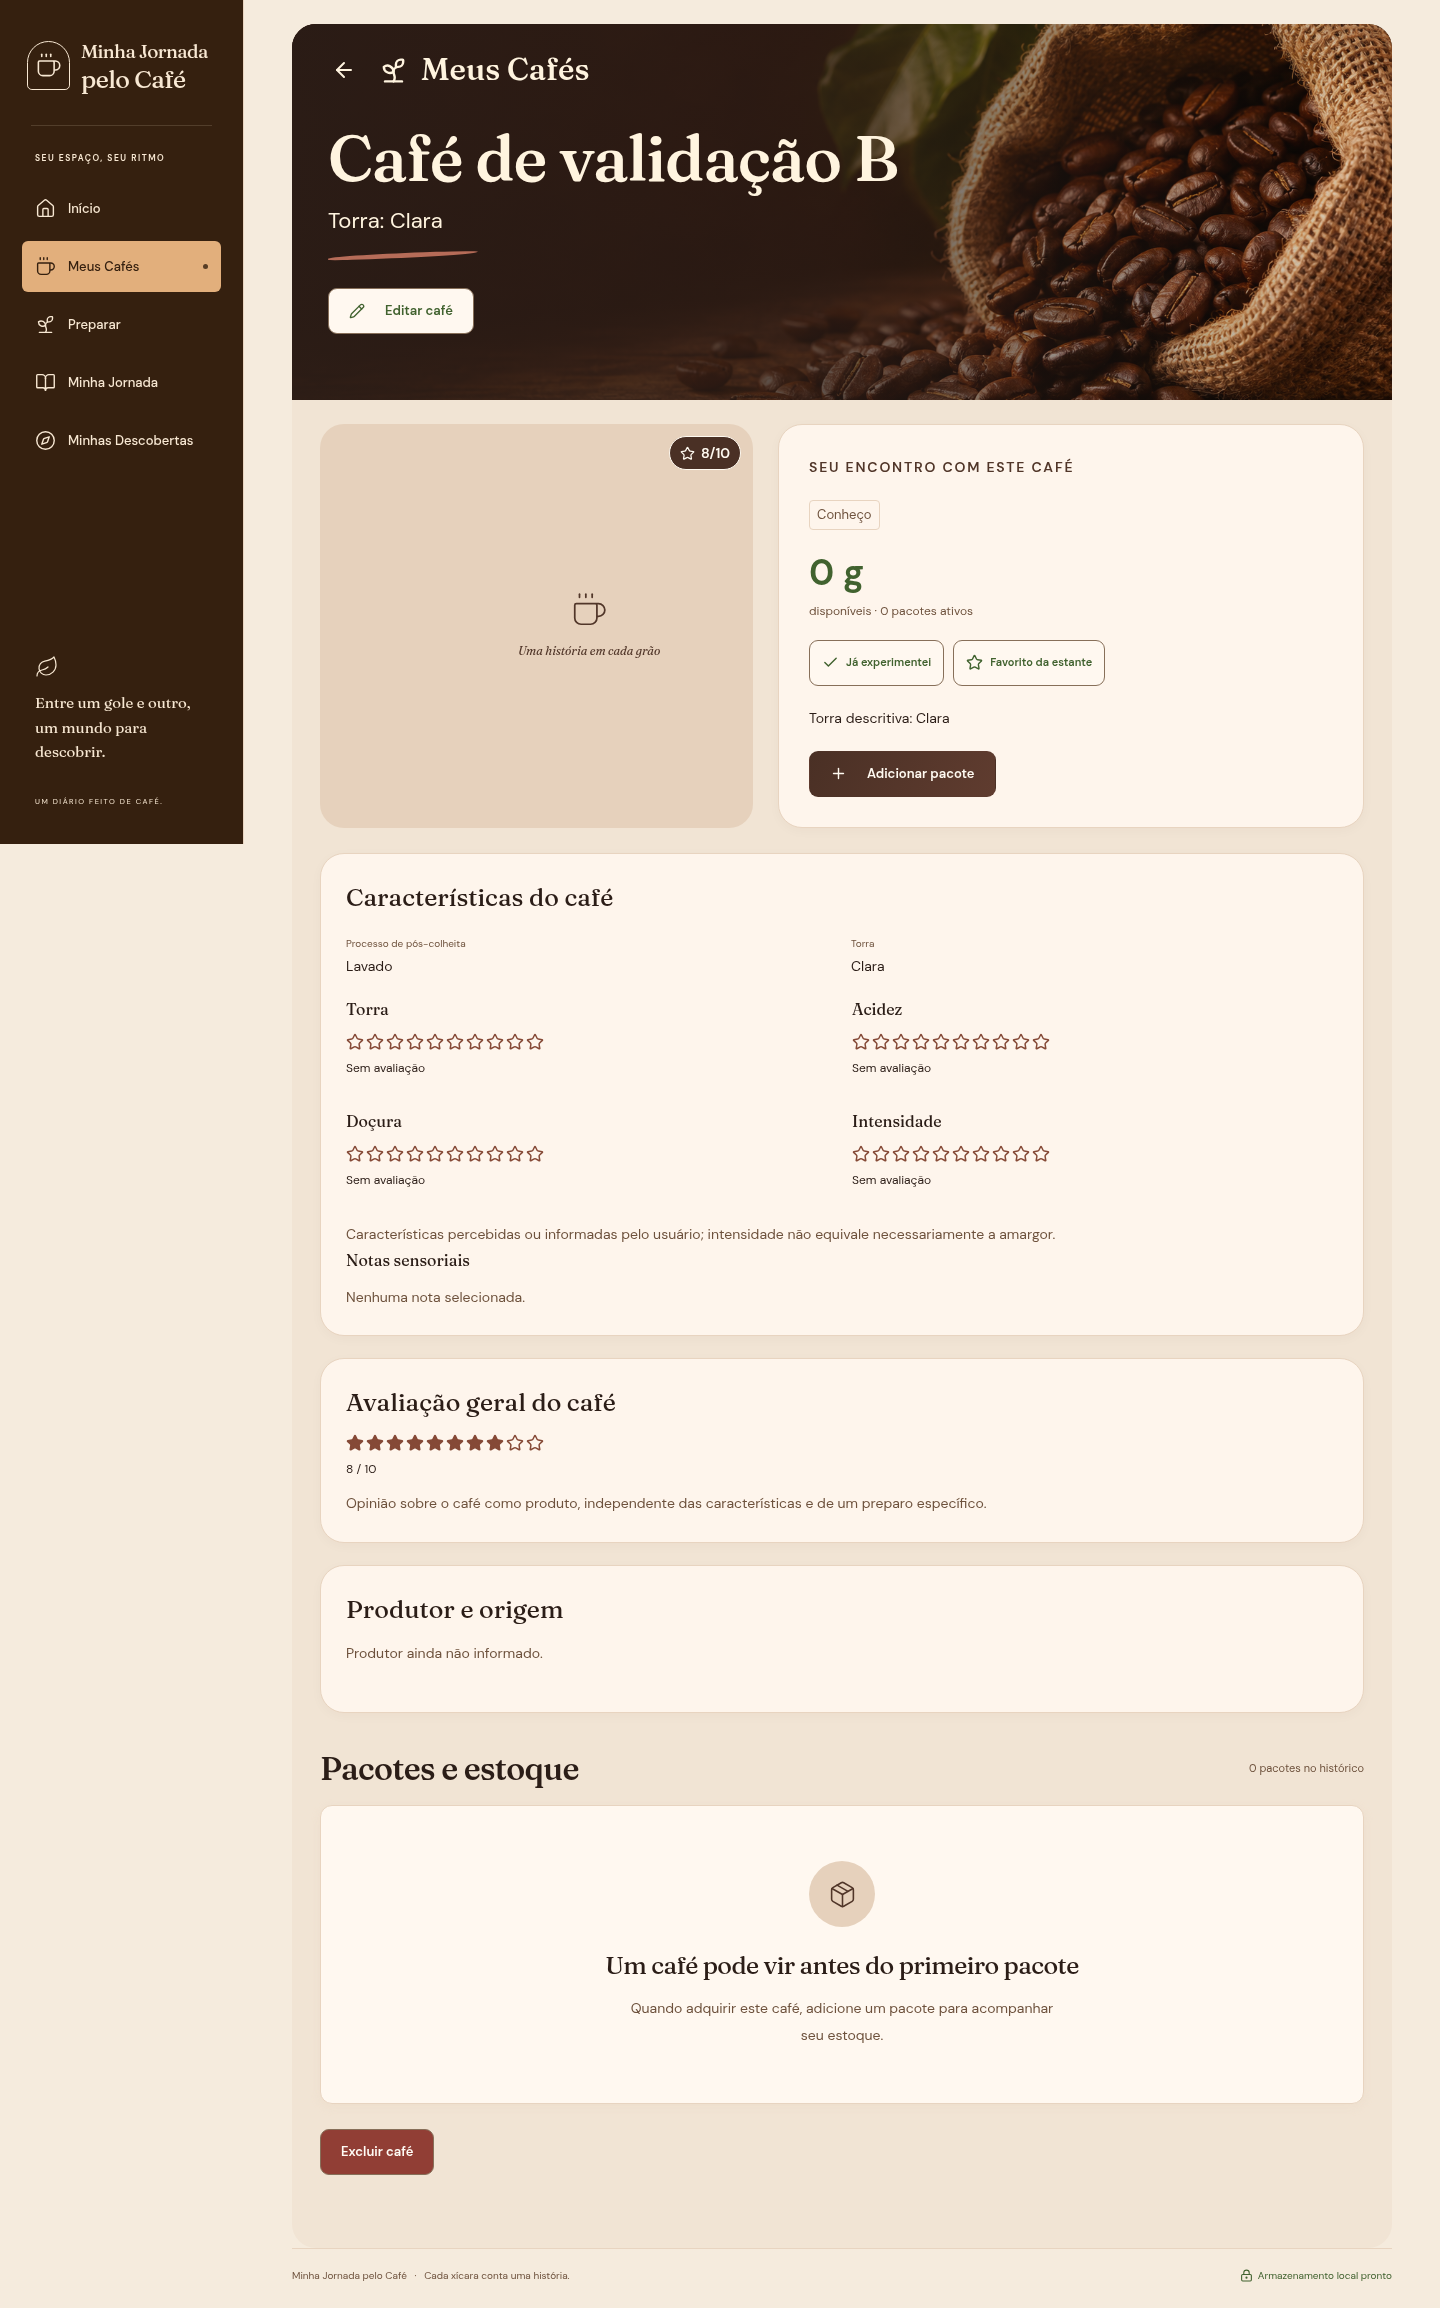 Minha Jornada
pelo Café
SEU ESPAÇO, SEU RITMO
Início
Meus Cafés
Preparar
Minha Jornada
Minhas Descobertas
Entre um gole e outro,
um mundo para
descobrir.
UM DIÁRIO FEITO DE CAFÉ.
Meus Cafés
Café de validação B
Torra: Clara
Editar café
8/10
Uma história em cada grão
SEU ENCONTRO COM ESTE CAFÉ
Conheço
0 g
disponíveis · 0 pacotes ativos
Já experimentei
Favorito da estante
Torra descritiva: Clara
Adicionar pacote
Características do café
Processo de pós-colheita
Lavado
Torra
Clara
Torra
Sem avaliação
Acidez
Sem avaliação
Doçura
Sem avaliação
Intensidade
Sem avaliação
Características percebidas ou informadas pelo usuário; intensidade não equivale necessariamente a amargor.
Notas sensoriais
Nenhuma nota selecionada.
Avaliação geral do café
8 / 10
Opinião sobre o café como produto, independente das características e de um preparo específico.
Produtor e origem
Produtor ainda não informado.
Pacotes e estoque
0 pacotes no histórico
Um café pode vir antes do primeiro pacote
Quando adquirir este café, adicione um pacote para acompanhar
seu estoque.
Excluir café
Minha Jornada pelo Café · Cada xícara conta uma história.
Armazenamento local pronto